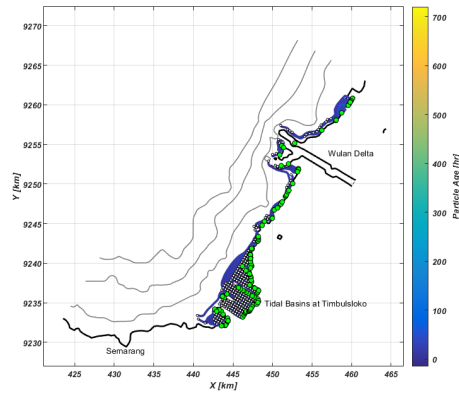 9270
9265
9260
9255
9250
9245
9240
9235
9230
Y [km]
Wulan Delta
Tidal Basins at Timbulsloko
Semarang
425 430 435 440 445 450 455 460 465
X [km]
700
600
500
400
300
200
100
0
Particle Age [hr]